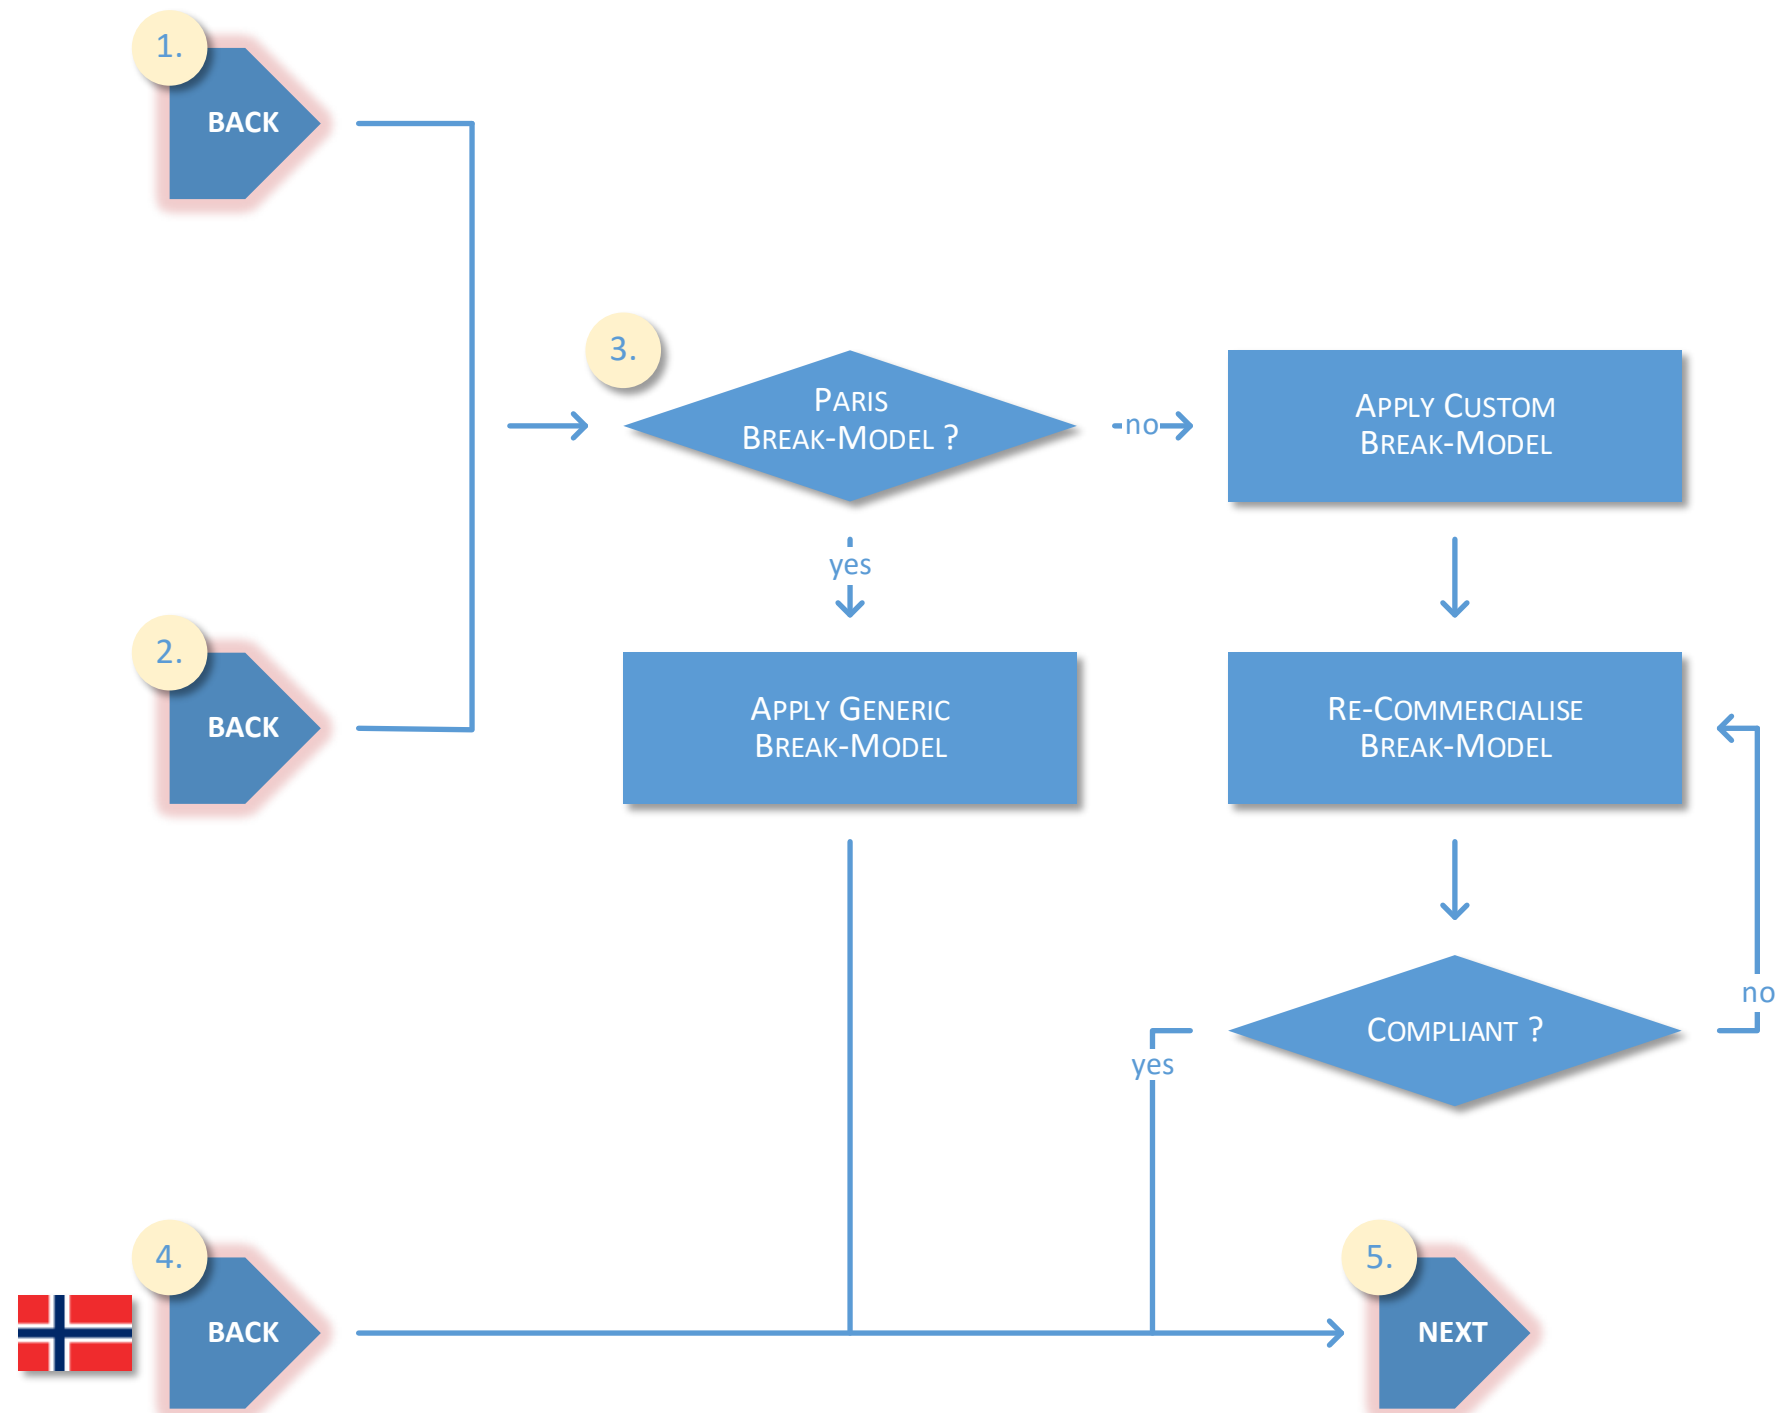 1.
BACK
3.
PARIS
BREAK-MODEL ?
no
APPLY CUSTOM
BREAK-MODEL
yes
2.
BACK
APPLY GENERIC
BREAK-MODEL
RE-COMMERCIALISE
BREAK-MODEL
no
COMPLIANT ?
yes
4.
BACK
5.
NEXT